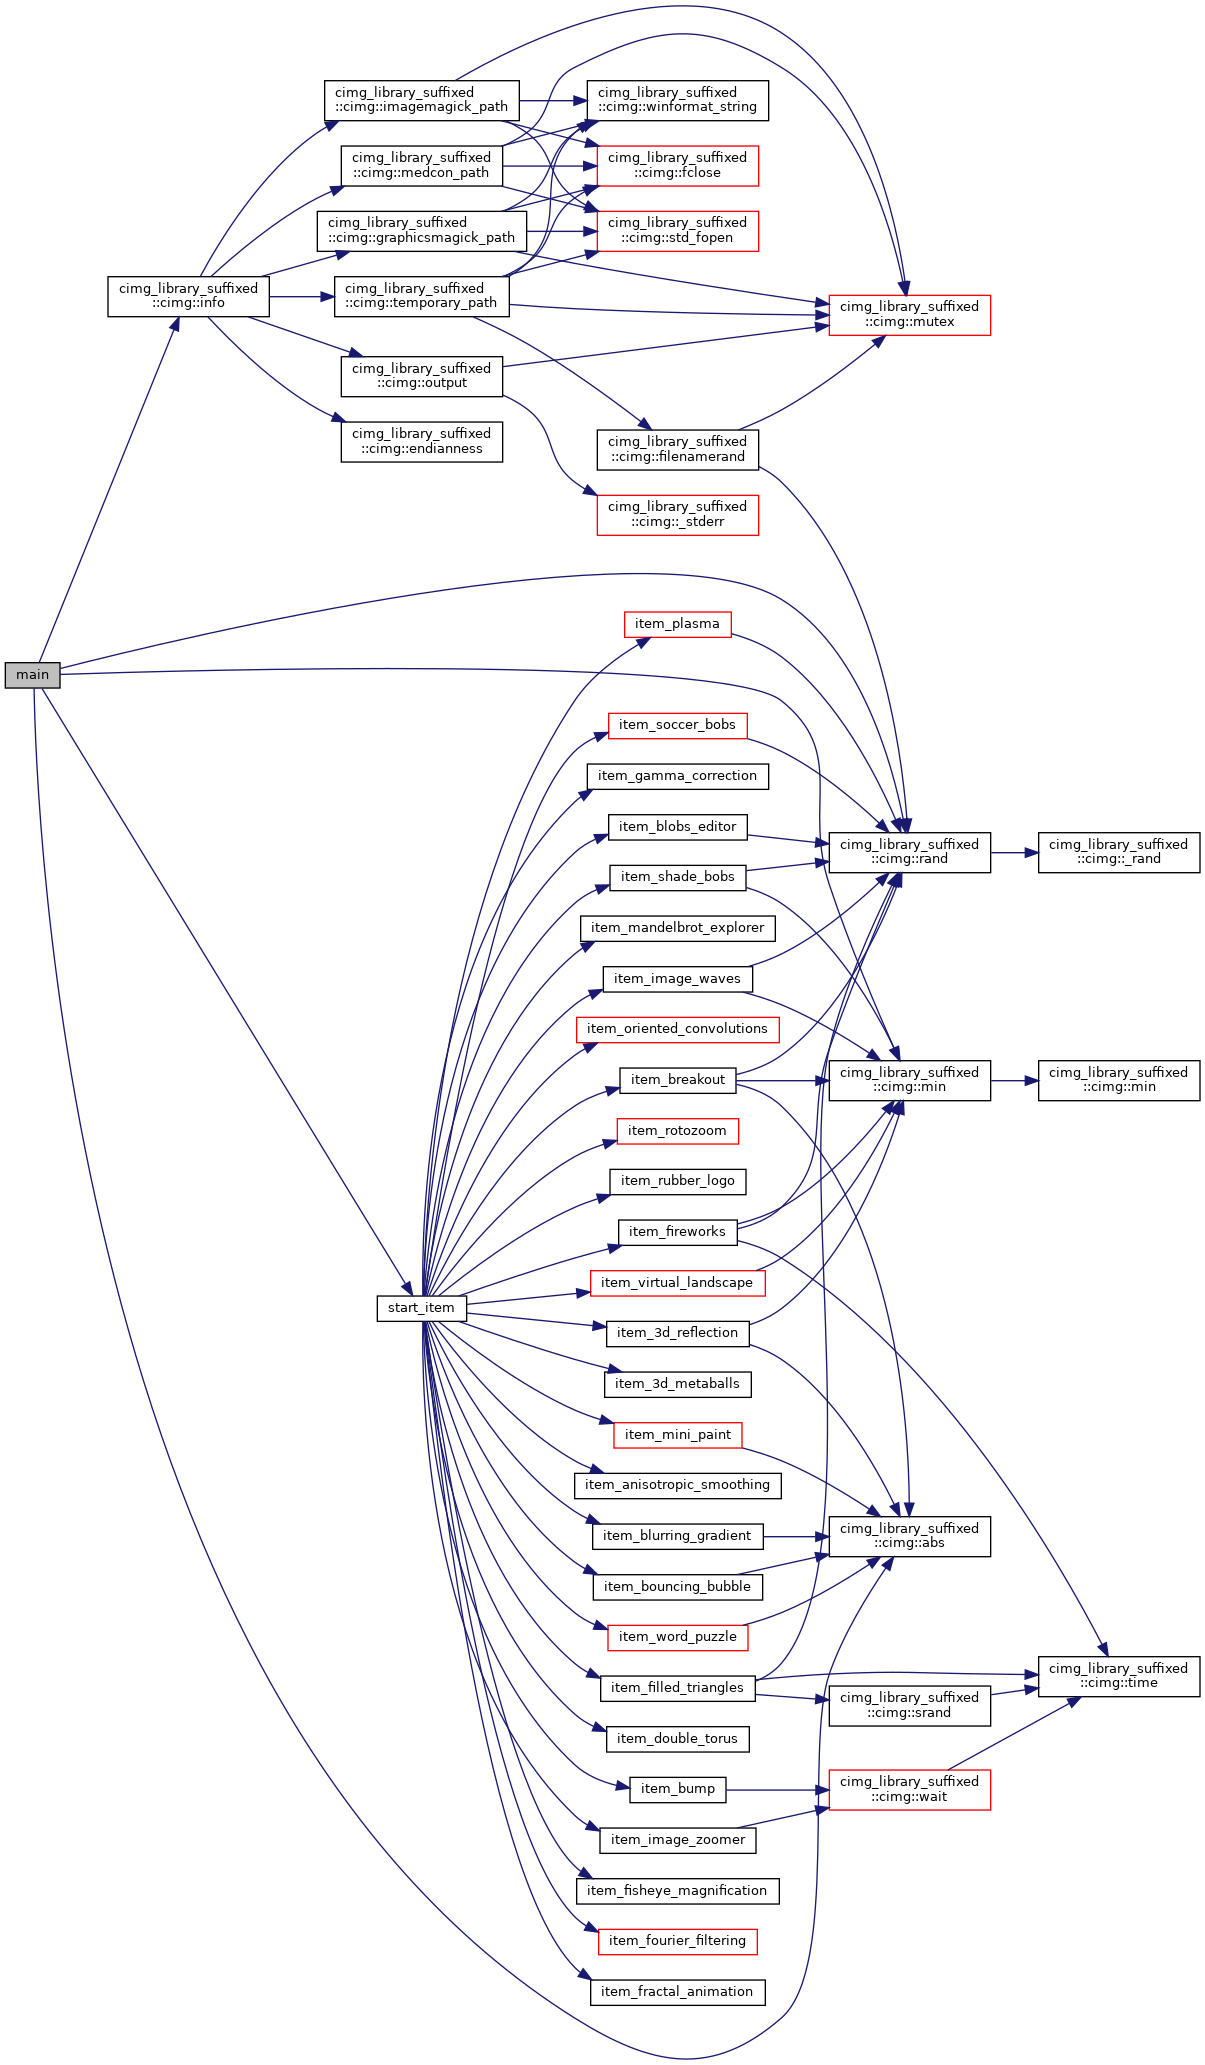 cimg_library_suffixed
::cimg::imagemagick_path
cimg_library_suffixed
::cimg::winformat_string
cimg_library_suffixed
::cimg::medcon_path
cimg_library_suffixed
::cimg::fclose
cimg_library_suffixed
::cimg::graphicsmagick_path
cimg_library_suffixed
::cimg::std_fopen
cimg_library_suffixed
::cimg::info
cimg_library_suffixed
::cimg::temporary_path
cimg_library_suffixed
::cimg::mutex
cimg_library_suffixed
::cimg::output
cimg_library_suffixed
::cimg::endianness
cimg_library_suffixed
::cimg::filenamerand
cimg_library_suffixed
::cimg::_stderr
item_plasma
main
item_soccer_bobs
item_gamma_correction
item_blobs_editor
cimg_library_suffixed
::cimg::rand
cimg_library_suffixed
::cimg::_rand
item_shade_bobs
item_mandelbrot_explorer
item_image_waves
item_oriented_convolutions
item_breakout
cimg_library_suffixed
::cimg::min
cimg_library_suffixed
::cimg::min
item_rotozoom
item_rubber_logo
item_fireworks
item_virtual_landscape
start_item
item_3d_reflection
item_3d_metaballs
item_mini_paint
item_anisotropic_smoothing
item_blurring_gradient
cimg_library_suffixed
::cimg::abs
item_bouncing_bubble
item_word_puzzle
item_filled_triangles
cimg_library_suffixed
::cimg::time
cimg_library_suffixed
::cimg::srand
item_double_torus
item_bump
cimg_library_suffixed
::cimg::wait
item_image_zoomer
item_fisheye_magnification
item_fourier_filtering
item_fractal_animation